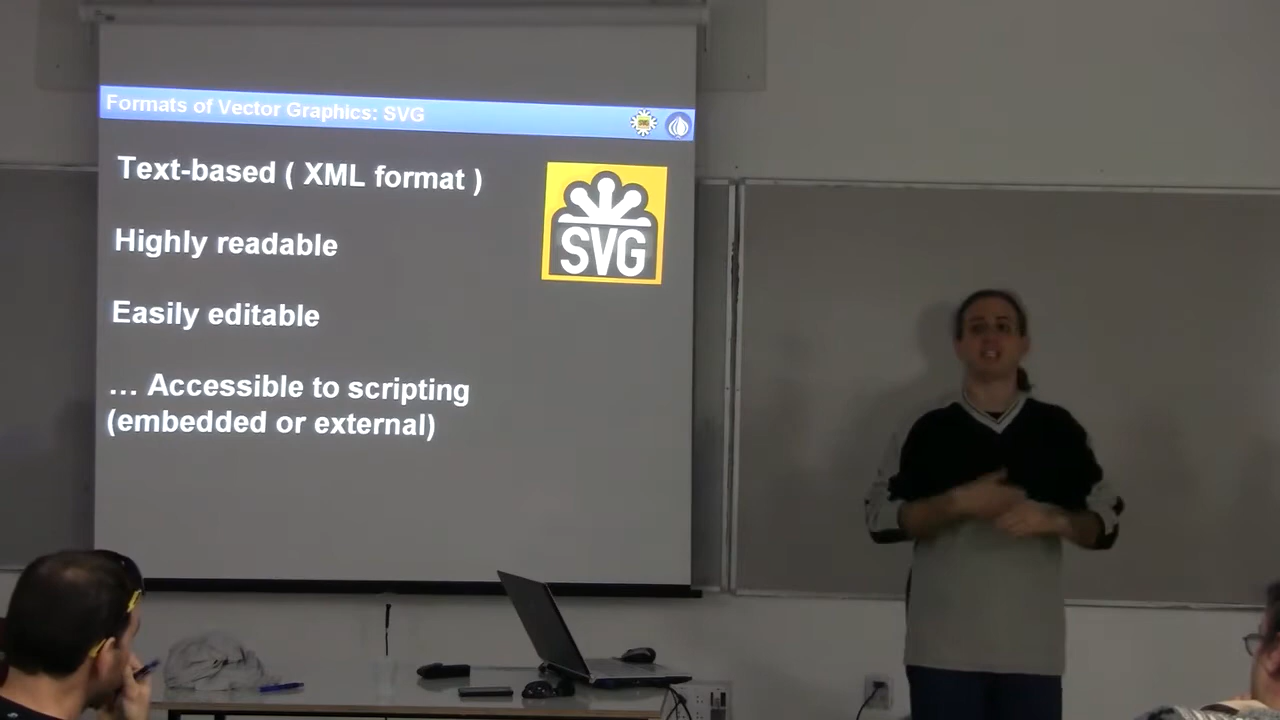 Formats of Vector Graphics: SVG
Text-based ( XML format )
SVG
Highly readable
Easily editable
... Accessible to scripting
(embedded or external)